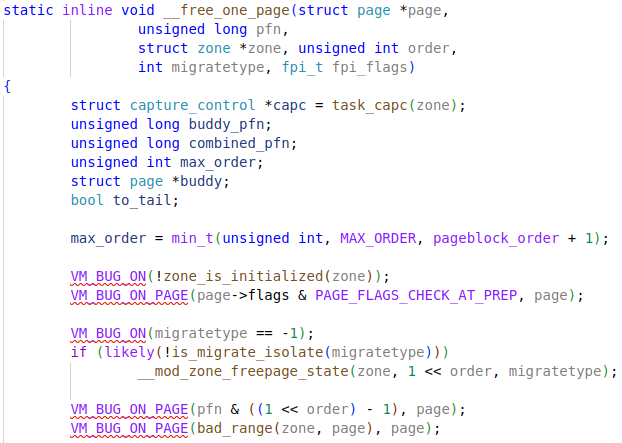 static inline void __free_one_page(struct page *page,
unsigned long pfn,
struct zone *zone, unsigned int order,
int migratetype, fpi_t fpi_flags)
{
struct capture_control *capc = task_capc(zone);
unsigned long buddy_pfn;
unsigned long combined_pfn;
unsigned int max_order;
struct page *buddy;
bool to_tail;
max_order = min_t(unsigned int, MAX_ORDER, pageblock_order + 1);
VM_BUG_ON(!zone_is_initialized(zone));
VM_BUG_ON_PAGE(page->flags & PAGE_FLAGS_CHECK_AT_PREP, page);
VM_BUG_ON(migratetype == -1);
if (likely(!is_migrate_isolate(migratetype)))
__mod_zone_freepage_state(zone, 1 << order, migratetype);
VM_BUG_ON_PAGE(pfn & ((1 << order) - 1), page);
VM_BUG_ON_PAGE(bad_range(zone, page), page);